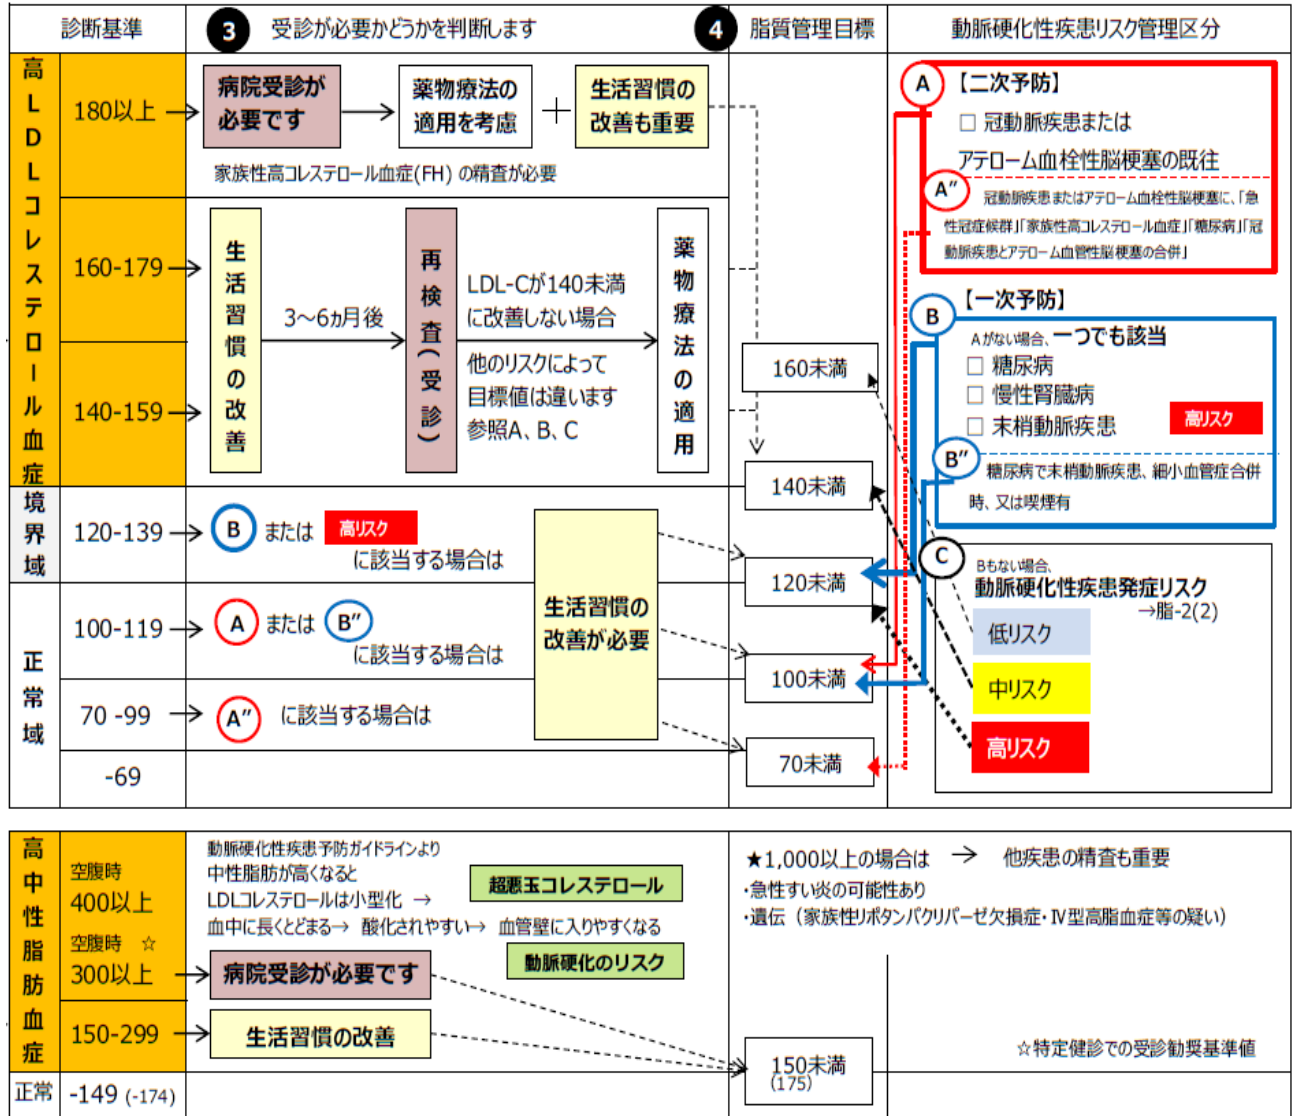 診断基準
3 受診が必要かどうかを判断します
4 脂質管理目標
動脈硬化性疾患リスク管理区分
高LDLコレステロール血症
180以上
病院受診が
必要です
薬物療法の
適用を考慮
＋
生活習慣の
改善も重要
家族性高コレステロール血症(FH) の精査が必要
160-179
140-159
生活習慣の改善
3～6ヵ月後
再検査(受診)
LDL-Cが140未満
に改善しない場合
他のリスクによって
目標値は違います
参照A、B、C
薬物療法の適用
境界域
120-139
B または 高リスク
に該当する場合は
正常域
100-119
A または B”
に該当する場合は
70 -99
A” に該当する場合は
-69
生活習慣の
改善が必要
160未満
140未満
120未満
100未満
70未満
A 【二次予防】
□ 冠動脈疾患または
アテローム血栓性脳梗塞の既往
A” 冠動脈疾患またはアテローム血栓性脳梗塞に、「急
性冠症候群」「家族性高コレステロール血症」「糖尿病」「冠
動脈疾患とアテローム血管性脳梗塞の合併」
B 【一次予防】
Aがない場合、一つでも該当
□ 糖尿病
□ 慢性腎臓病
□ 末梢動脈疾患
高リスク
B” 糖尿病で末梢動脈疾患、細小血管症合併
時、又は喫煙有
C
Bもない場合、
動脈硬化性疾患発症リスク
→脂-2(2)
低リスク
中リスク
高リスク
高中性脂肪血症
空腹時
400以上
空腹時 ☆
300以上
150-299
正常
-149 (-174)
動脈硬化性疾患予防ガイドラインより
中性脂肪が高くなると
LDLコレステロールは小型化 →
超悪玉コレステロール
血中に長くとどまる→ 酸化されやすい→ 血管壁に入りやすくなる
動脈硬化のリスク
病院受診が必要です
生活習慣の改善
★1,000以上の場合は → 他疾患の精査も重要
・急性すい炎の可能性あり
・遺伝（家族性リポタンパクリパーゼ欠損症・Ⅳ型高脂血症等の疑い）
☆特定健診での受診勧奨基準値
150未満
(175)